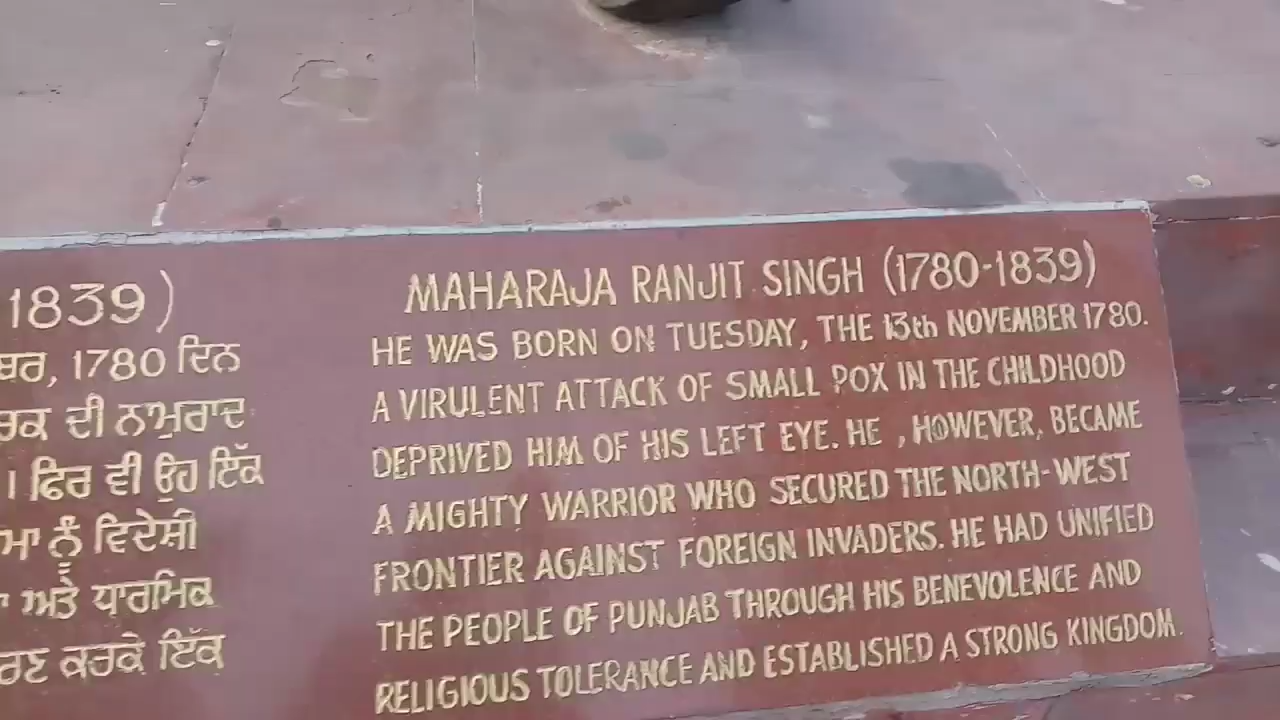 1839)
ਬਰ, 1780 ਦਿਨ
ਦੀ ਨਾਮੁਰਾਦ
। ਫਿਰ ਵੀ ਉਹ ਇੱਕ
ਨੂੰ ਵਿਦੇਸ਼ੀ
ਅਤੇ ਧਾਰਮਿਕ
ਕਰਕੇ ਇੱਕ
MAHARAJA RANJIT SINGH (1780-1839)
HE WAS BORN ON TUESDAY, THE 13th NOVEMBER 1780.
A VIRULENT ATTACK OF SMALL POX IN THE CHILDHOOD
DEPRIVED HIM OF HIS LEFT EYE. HE , HOWEVER, BECAME
A MIGHTY WARRIOR WHO SECURED THE NORTH-WEST
FRONTIER AGAINST FOREIGN INVADERS. HE HAD UNIFIED
THE PEOPLE OF PUNJAB THROUGH HIS BENEVOLENCE AND
RELIGIOUS TOLERANCE AND ESTABLISHED A STRONG KINGDOM.